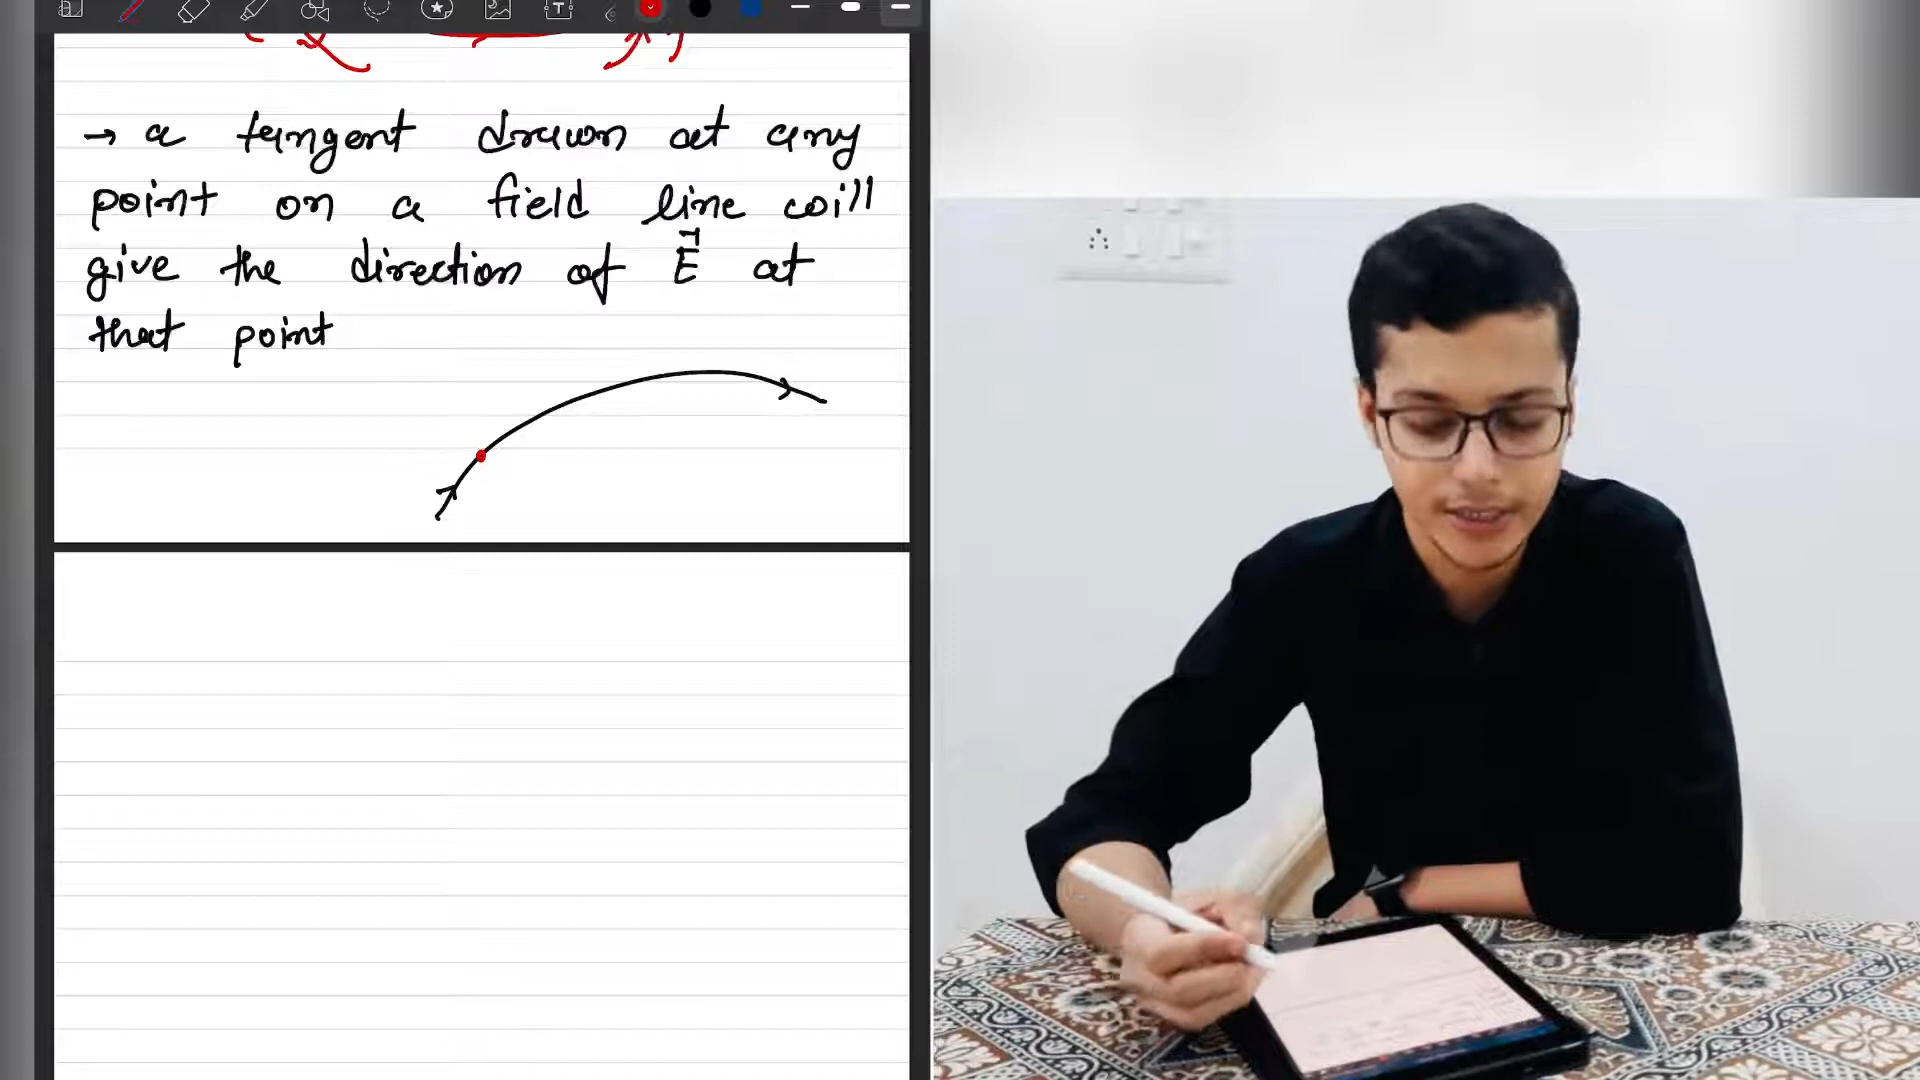 → a tangent drawn at any
point on a field line will
give the direction of E⃗ at
that point